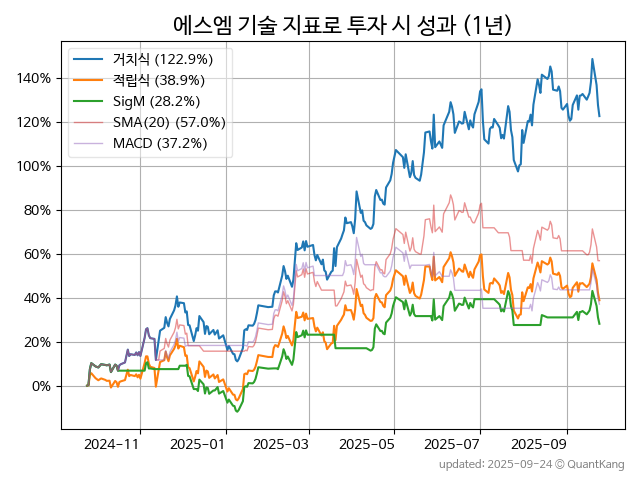 에스엠 기술 지표로 투자 시 성과 (1년)
거치식 (122.9%)
적립식 (38.9%)
SigM (28.2%)
SMA(20) (57.0%)
MACD (37.2%)
140%
120%
100%
80%
60%
40%
20%
0%
2024-11
2025-01
2025-03
2025-05
2025-07
2025-09
updated: 2025-09-24 © QuantKang